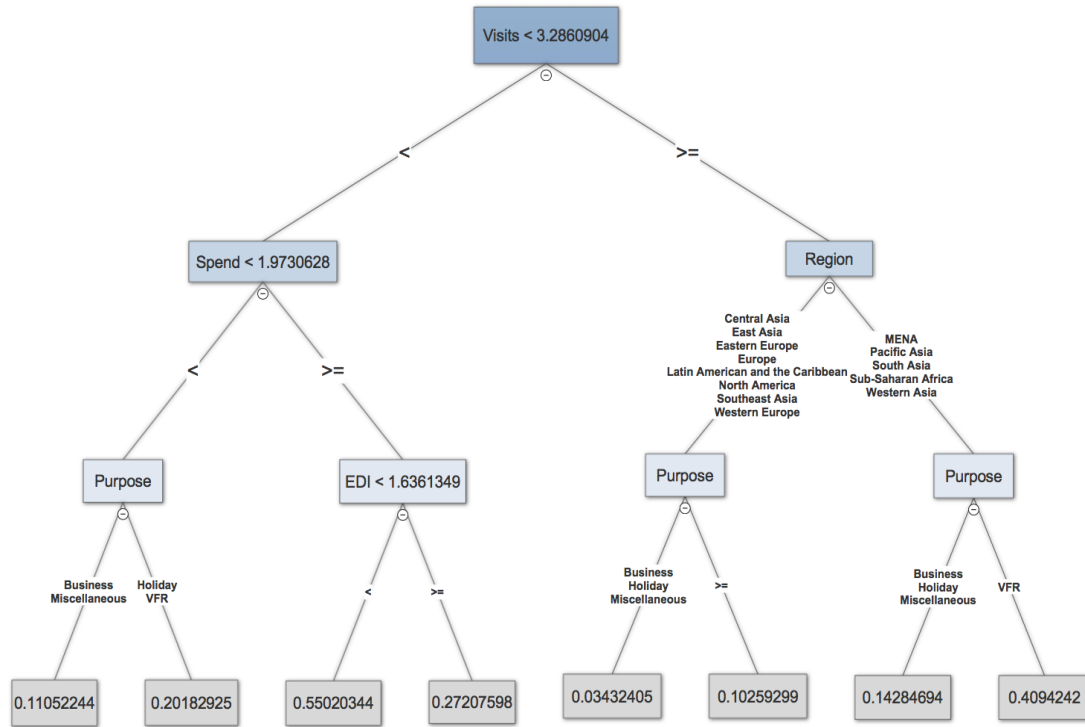 Visits < 3.2860904
<
>=
Spend < 1.9730628
Region
<
>=
Central Asia
East Asia
Eastern Europe
Europe
Latin American and the Caribbean
North America
Southeast Asia
Western Europe
MENA
Pacific Asia
South Asia
Sub-Saharan Africa
Western Asia
Purpose
EDI < 1.6361349
Purpose
Purpose
Business
Miscellaneous
Holiday
VFR
<
>=
Business
Holiday
Miscellaneous
>=
Business
Holiday
Miscellaneous
VFR
0.11052244
0.20182925
0.55020344
0.27207598
0.03432405
0.10259299
0.14284694
0.4094242